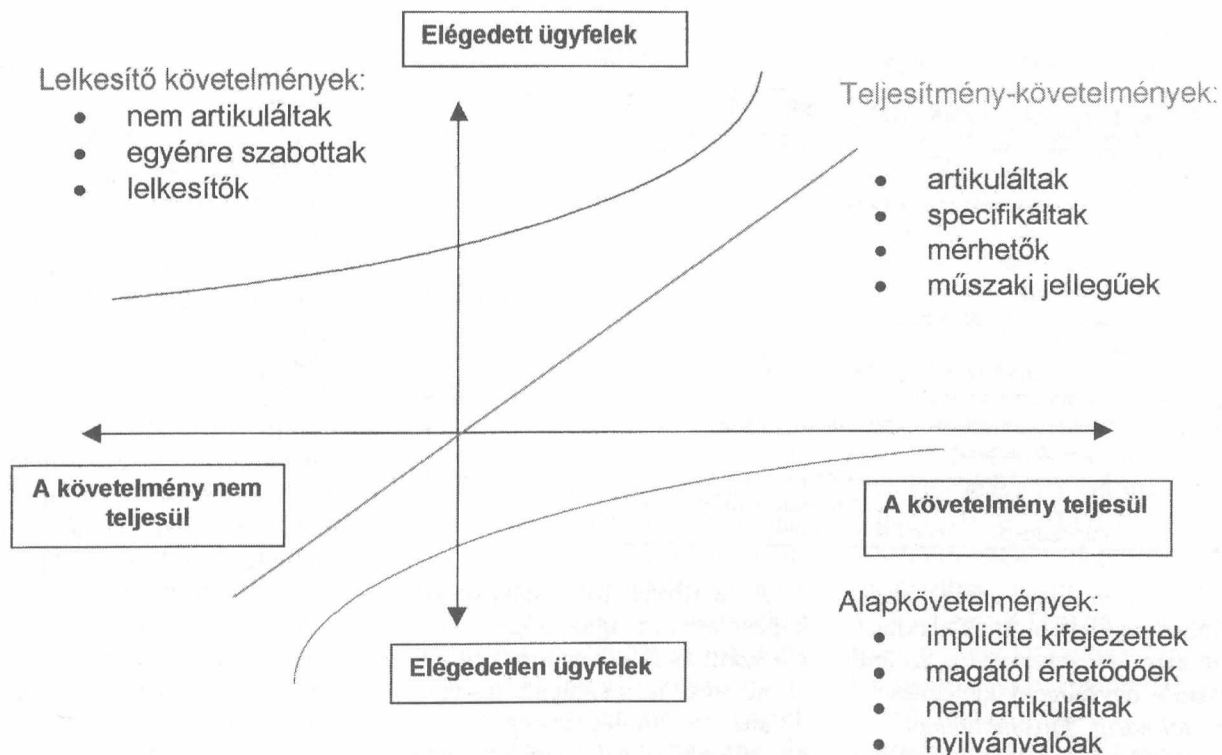 Elégedett ügyfelek
Lelkesítő követelmények:
• nem artikuláltak
• egyénre szabottak
• lelkesítők
Teljesítmény-követelmények:
• artikuláltak
• specifikáltak
• mérhetők
• műszaki jellegűek
A követelmény nem
teljesül
A követelmény teljesül
Elégedetlen ügyfelek
Alapkövetelmények:
• implicite kifejezettek
• magától értetődőek
• nem artikuláltak
• nyilvánvalóak